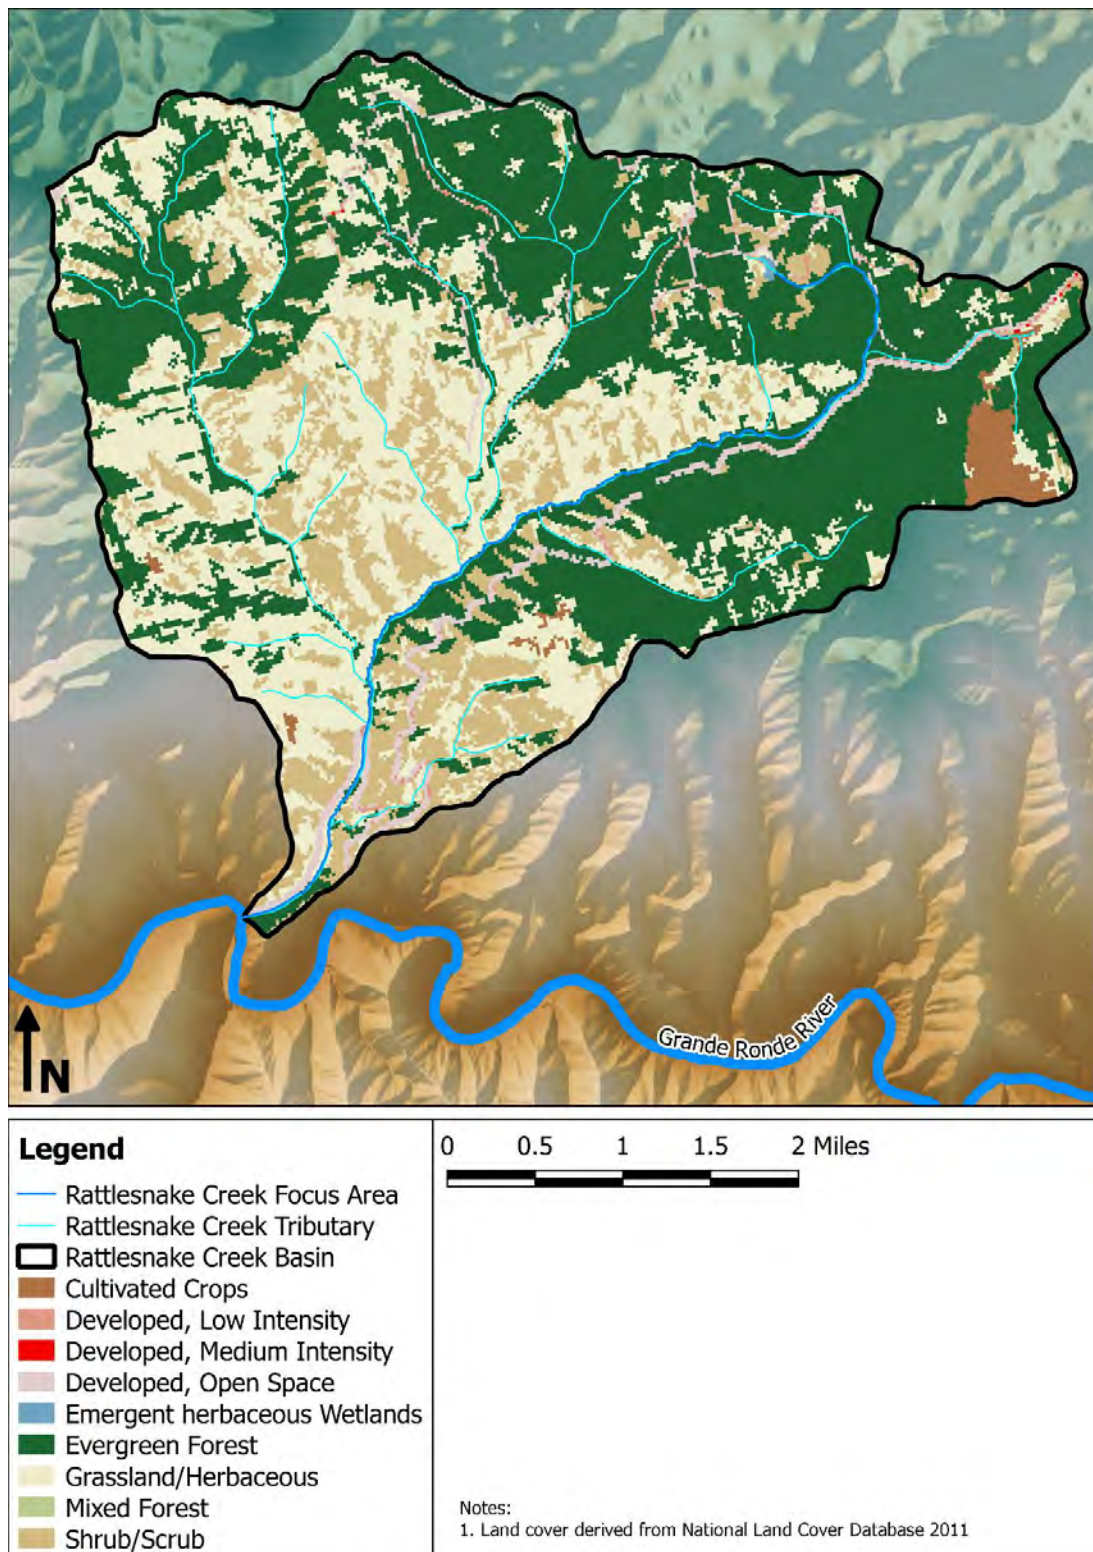 Grande Ronde River
N
Legend
Rattlesnake Creek Focus Area
Rattlesnake Creek Tributary
Rattlesnake Creek Basin
Cultivated Crops
Developed, Low Intensity
Developed, Medium Intensity
Developed, Open Space
Emergent herbaceous Wetlands
Evergreen Forest
Grassland/Herbaceous
Mixed Forest
Shrub/Scrub
0 0.5 1 1.5 2 Miles
Notes:
1. Land cover derived from National Land Cover Database 2011